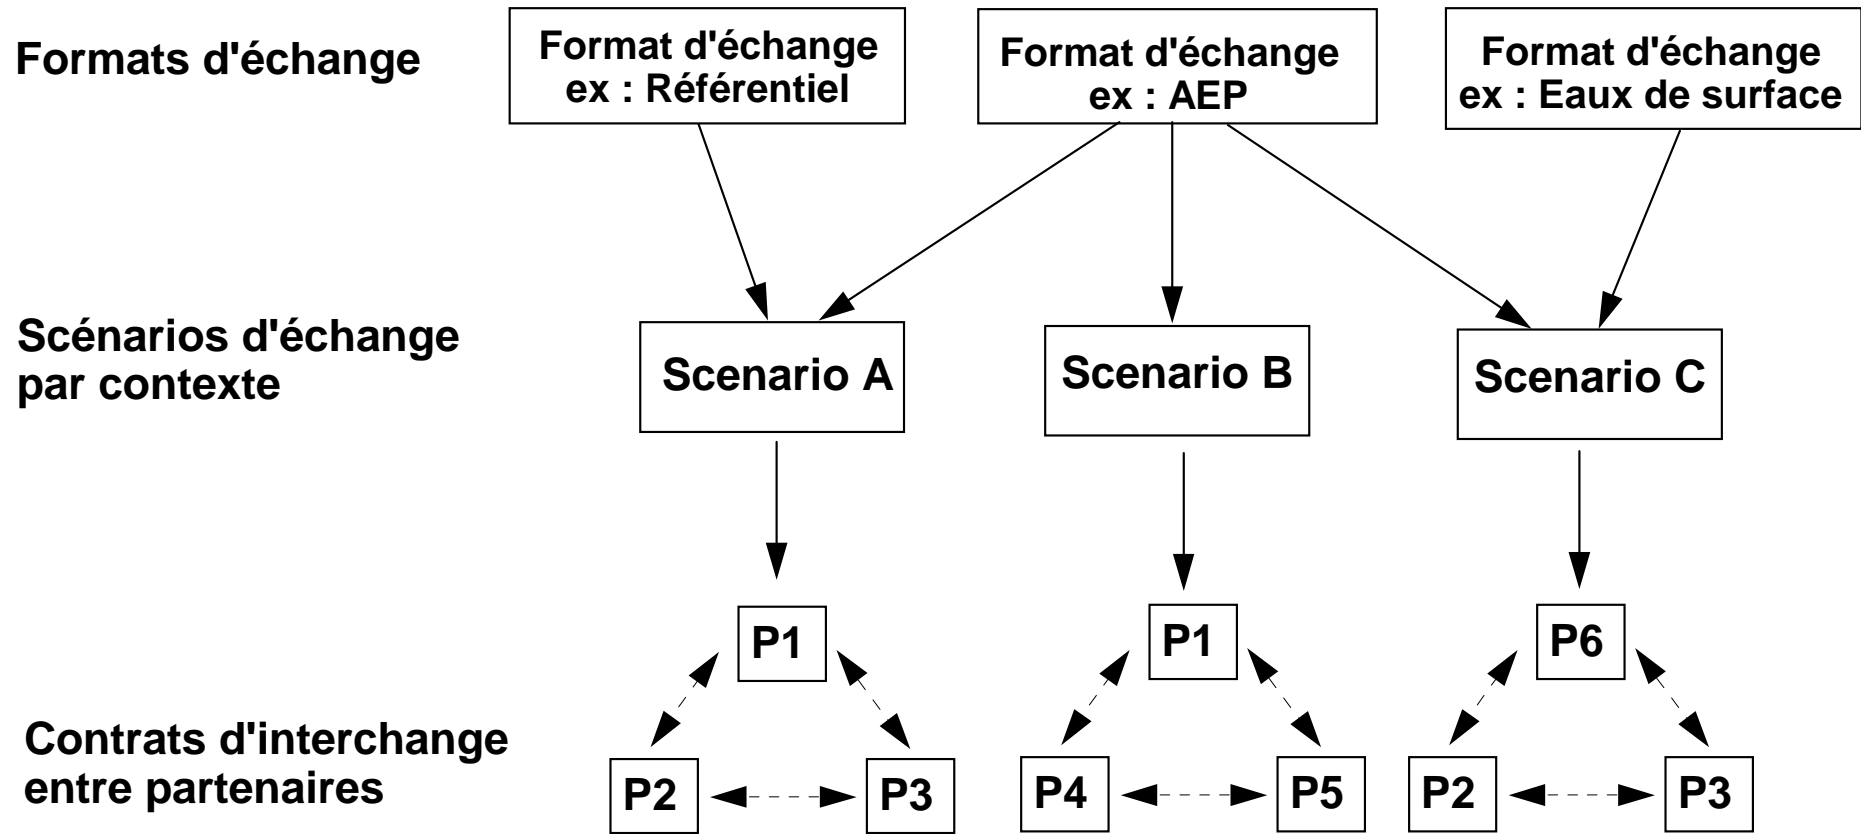 Formats d'échange
Format d'échange
ex : Référentiel
Format d'échange
ex : AEP
Format d'échange
ex : Eaux de surface
Scénarios d'échange
par contexte
Scenario A
Scenario B
Scenario C
Contrats d'interchange
entre partenaires
P1
P2
P3
P1
P4
P5
P6
P2
P3